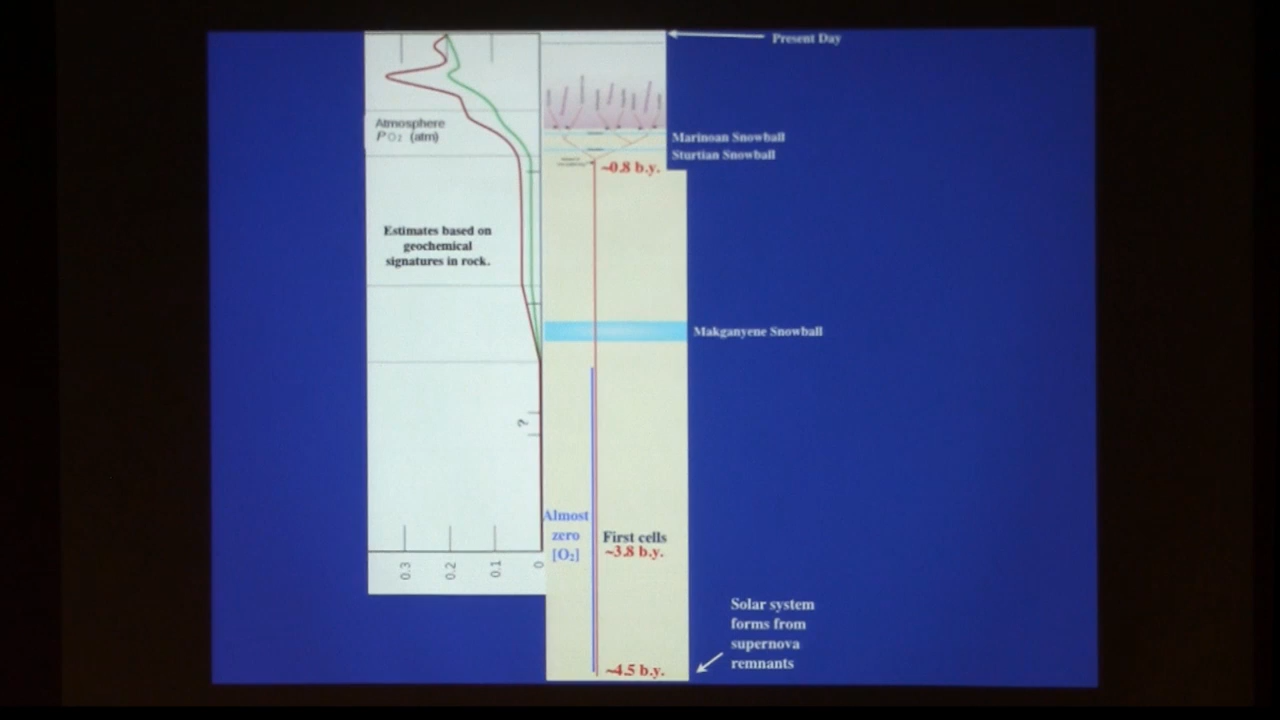 Present Day
Atmosphere
PO₂ (atm)
Marinoan Snowball
Sturtian Snowball
~0.8 b.y.
Estimates based on
geochemical
signatures in rock.
Makganyene Snowball
?
Almost
zero
[O₂]
First cells
~3.8 b.y.
0.3
0.2
0.1
0
Solar system
forms from
supernova
remnants
~4.5 b.y.